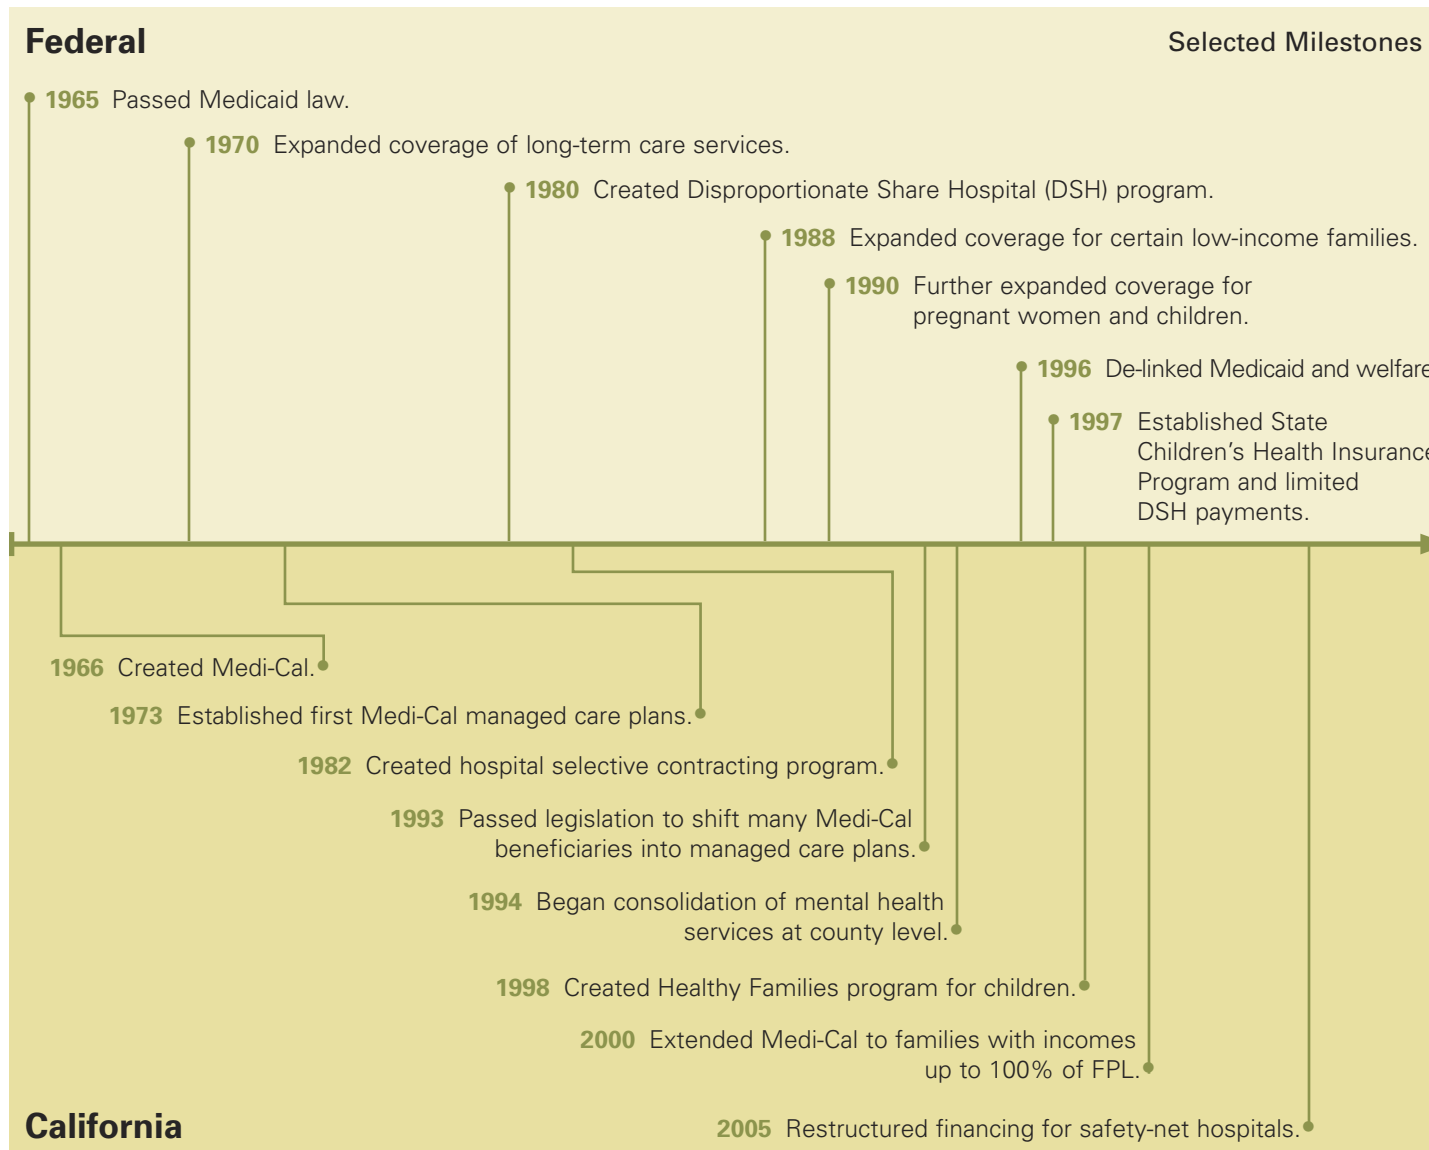 Federal
Selected Milestones
1965 Passed Medicaid law.
1970 Expanded coverage of long-term care services.
1980 Created Disproportionate Share Hospital (DSH) program.
1988 Expanded coverage for certain low-income families.
1990 Further expanded coverage for
pregnant women and children.
1996 De-linked Medicaid and welfare
1997 Established State
Children’s Health Insurance
Program and limited
DSH payments.
1966 Created Medi-Cal.
1973 Established first Medi-Cal managed care plans.
1982 Created hospital selective contracting program.
1993 Passed legislation to shift many Medi-Cal
beneficiaries into managed care plans.
1994 Began consolidation of mental health
services at county level.
1998 Created Healthy Families program for children.
2000 Extended Medi-Cal to families with incomes
up to 100% of FPL.
California
2005 Restructured financing for safety-net hospitals.